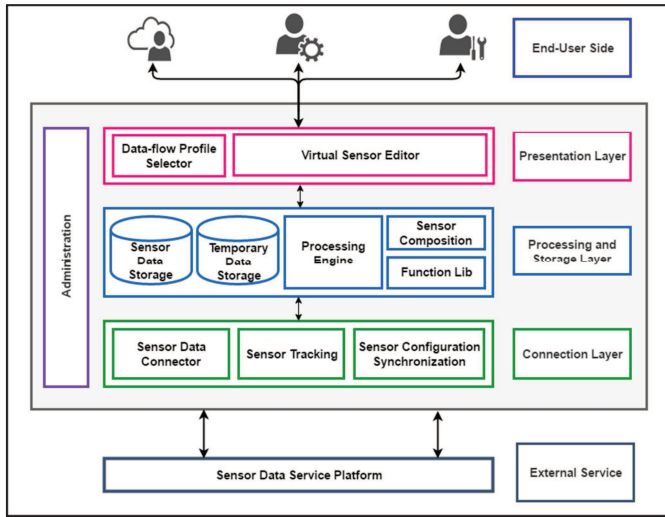 End-User Side
Administration
Data-flow Profile
Selector
Virtual Sensor Editor
Presentation Layer
Sensor
Data
Storage
Temporary
Data
Storage
Processing
Engine
Sensor
Composition
Function Lib
Processing and
Storage Layer
Sensor Data
Connector
Sensor Tracking
Sensor Configuration
Synchronization
Connection Layer
Sensor Data Service Platform
External Service